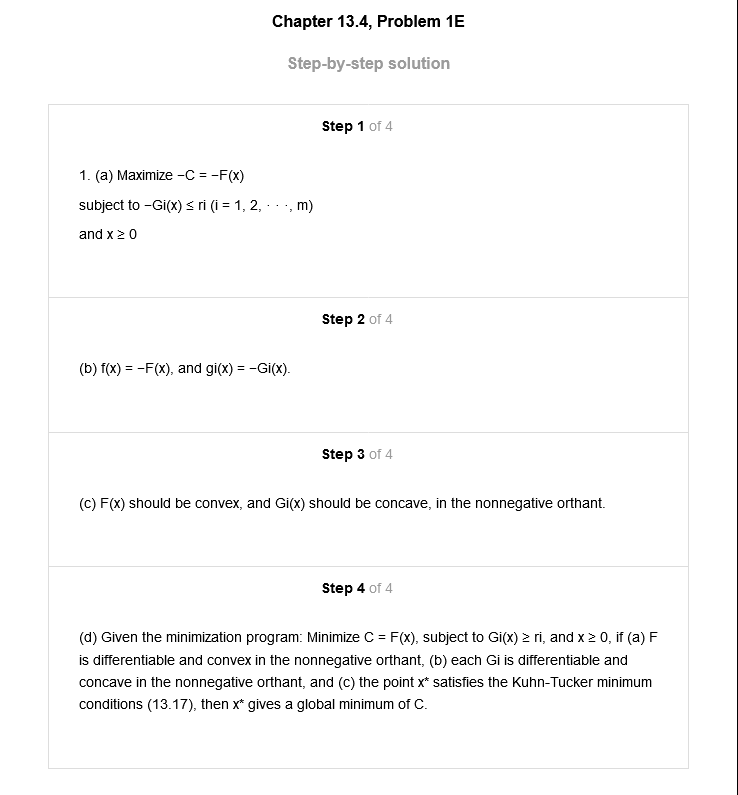 Chapter 13.4, Problem 1E
Step-by-step solution
Step 1 of 4
1. (a) Maximize −C = −F(x)
subject to −Gi(x) ≤ ri (i = 1, 2, · · ·, m)
and x ≥ 0
Step 2 of 4
(b) f(x) = −F(x), and gi(x) = −Gi(x).
Step 3 of 4
(c) F(x) should be convex, and Gi(x) should be concave, in the nonnegative orthant.
Step 4 of 4
(d) Given the minimization program: Minimize C = F(x), subject to Gi(x) ≥ ri, and x ≥ 0, if (a) F
is differentiable and convex in the nonnegative orthant, (b) each Gi is differentiable and
concave in the nonnegative orthant, and (c) the point x* satisfies the Kuhn-Tucker minimum
conditions (13.17), then x* gives a global minimum of C.